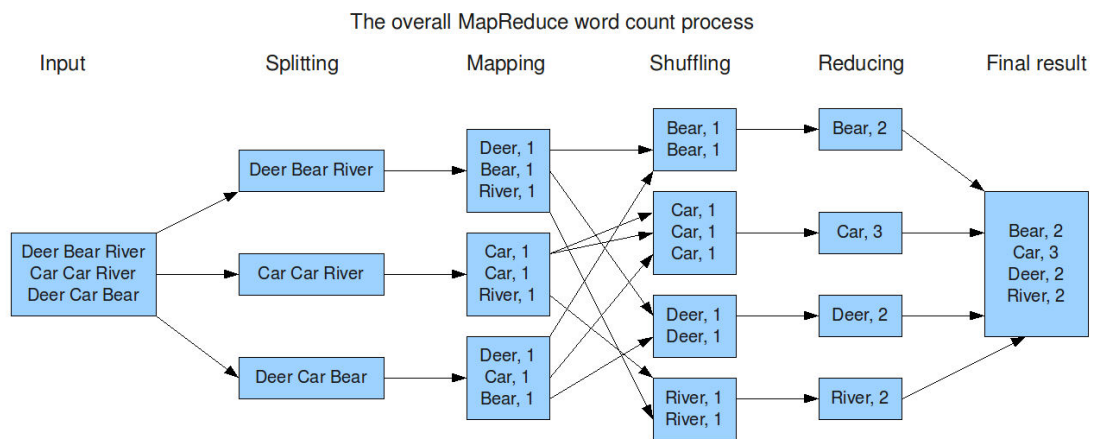 The overall MapReduce word count process
Input
Splitting
Mapping
Shuffling
Reducing
Final result
Deer Bear River
Car Car River
Deer Car Bear
Deer Bear River
Car Car River
Deer Car Bear
Deer, 1
Bear, 1
River, 1
Car, 1
Car, 1
River, 1
Deer, 1
Car, 1
Bear, 1
Bear, 1
Bear, 1
Car, 1
Car, 1
Car, 1
Deer, 1
Deer, 1
River, 1
River, 1
Bear, 2
Car, 3
Deer, 2
River, 2
Bear, 2
Car, 3
Deer, 2
River, 2